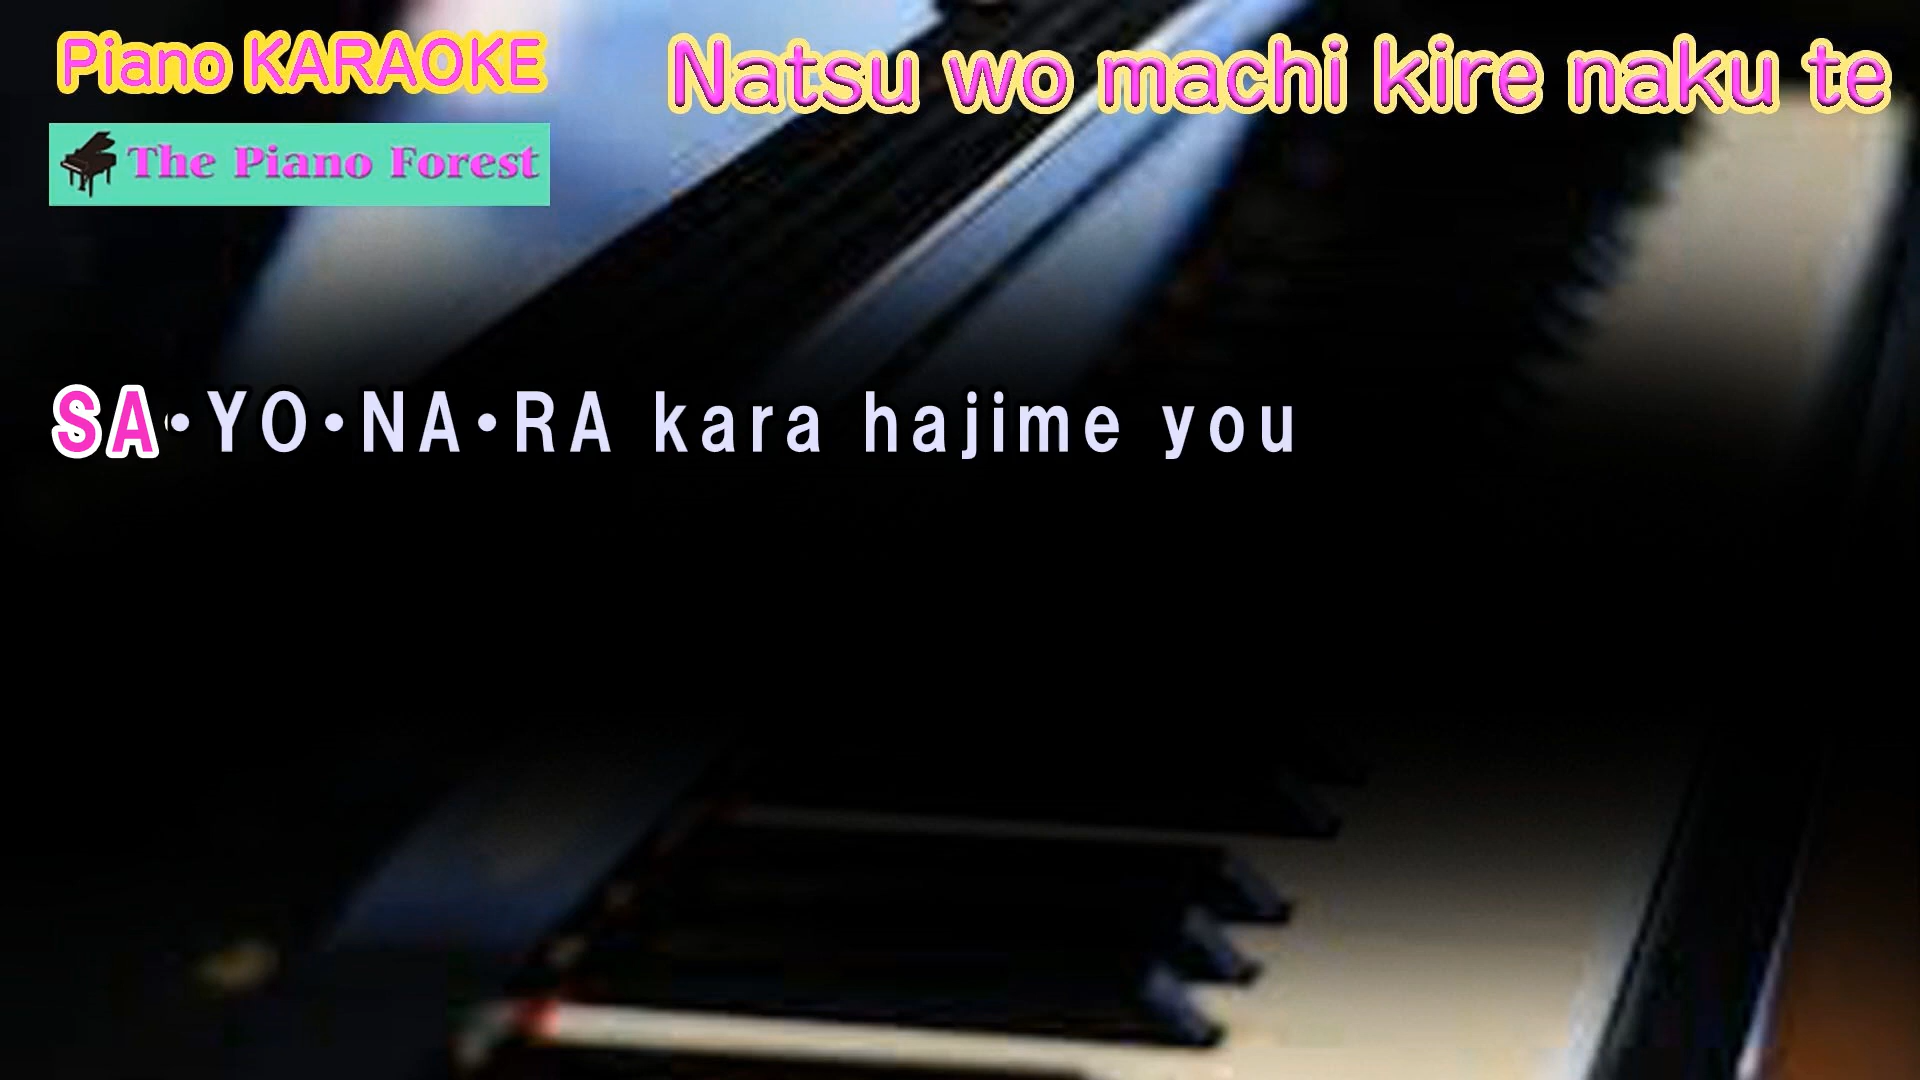 Piano KARAOKE
Natsu wo machi kire naku te
The Piano Forest
SA・YO・NA・RA kara hajime you